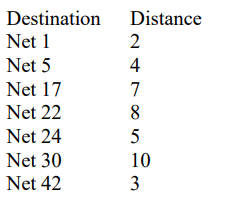 Destination Distance
Net 1 2
Net 5 4
Net 17 7
Net 22 8
Net 24 5
Net 30 10
Net 42 3